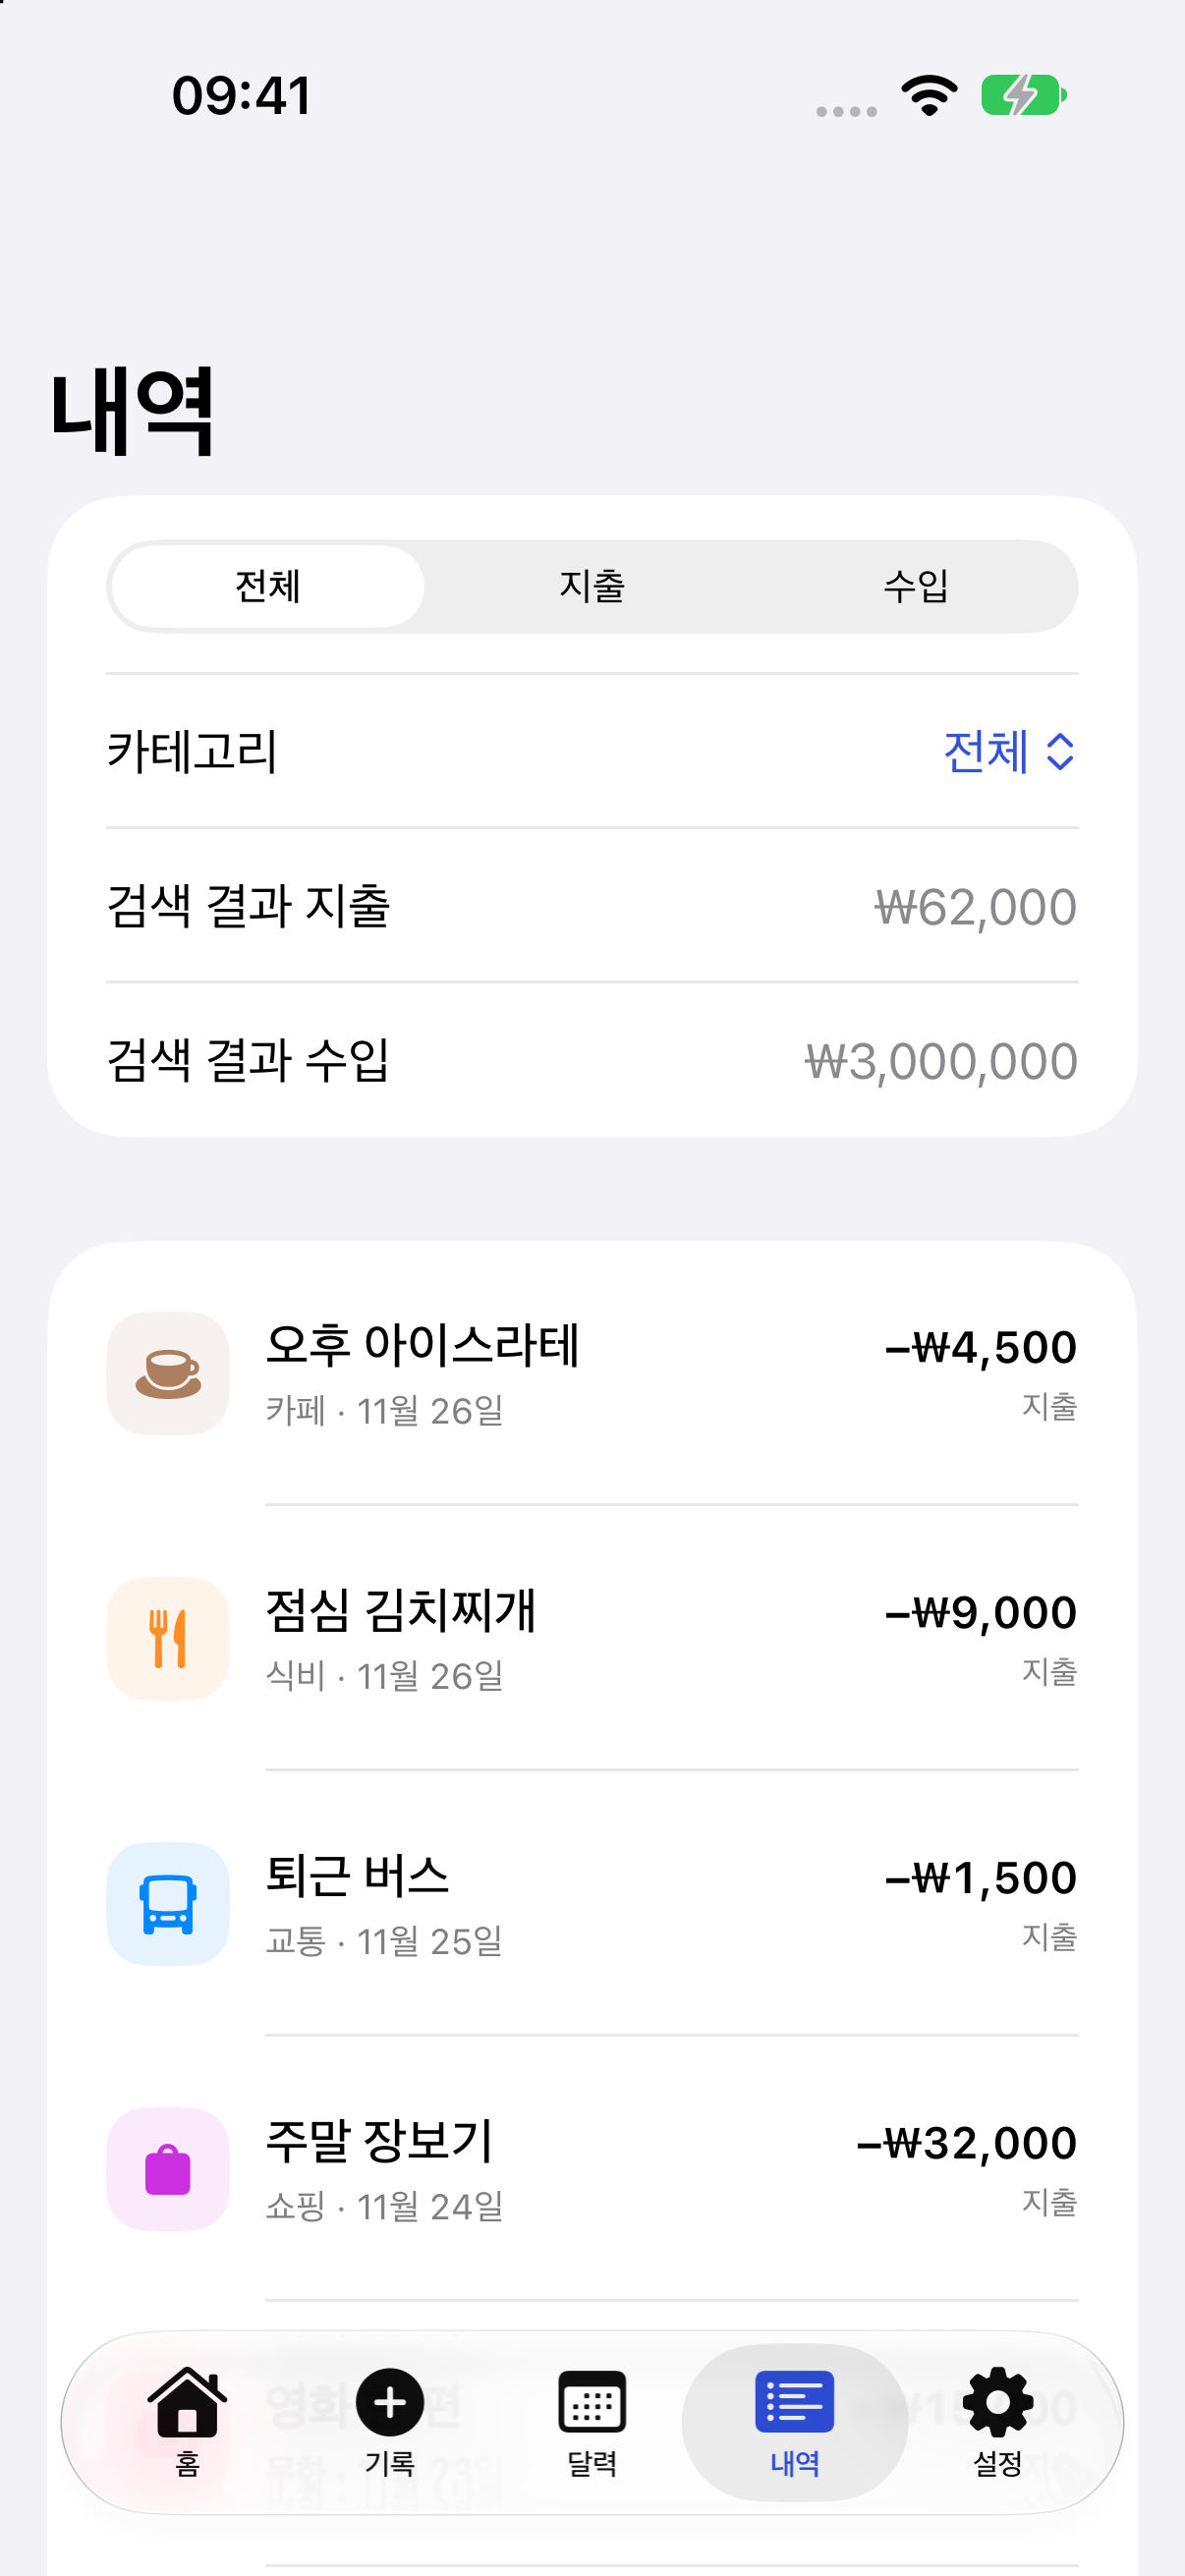 09:41
내역
전체 지출 수입
카테고리 전체
검색 결과 지출 ₩62,000
검색 결과 수입 ₩3,000,000
오후 아이스라테 −₩4,500
카페 · 11월 26일 지출
점심 김치찌개 −₩9,000
식비 · 11월 26일 지출
퇴근 버스 −₩1,500
교통 · 11월 25일 지출
주말 장보기 −₩32,000
쇼핑 · 11월 24일 지출
홈 기록 달력 내역 설정